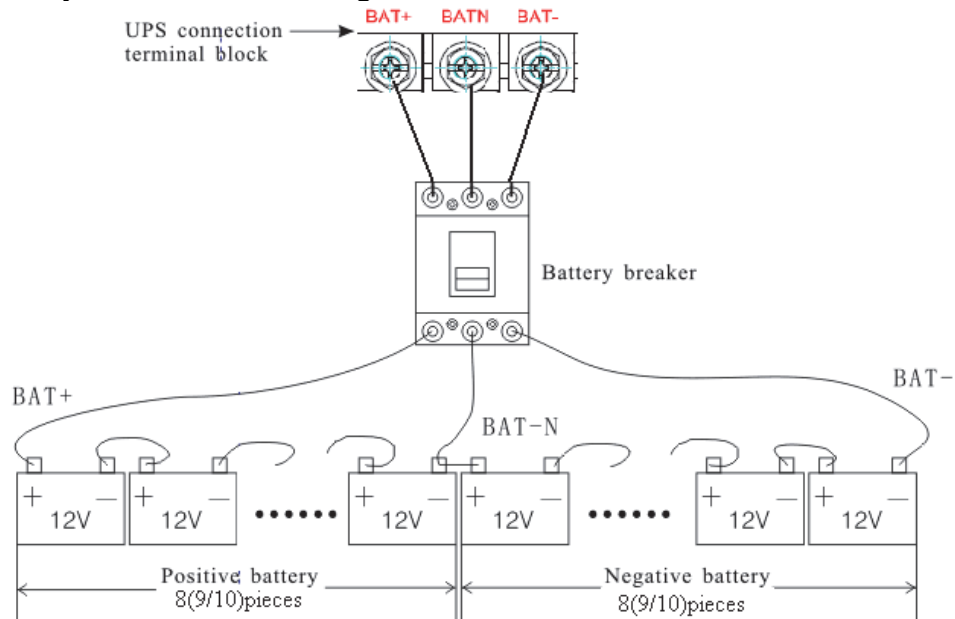 BAT+ BATN BAT-
UPS connection
terminal block
Battery breaker
BAT+
BAT-
BAT-N
+ — + — + — + — + — + —
12V 12V 12V 12V 12V 12V
Positive battery
8(9/10)pieces
Negative battery
8(9/10)pieces